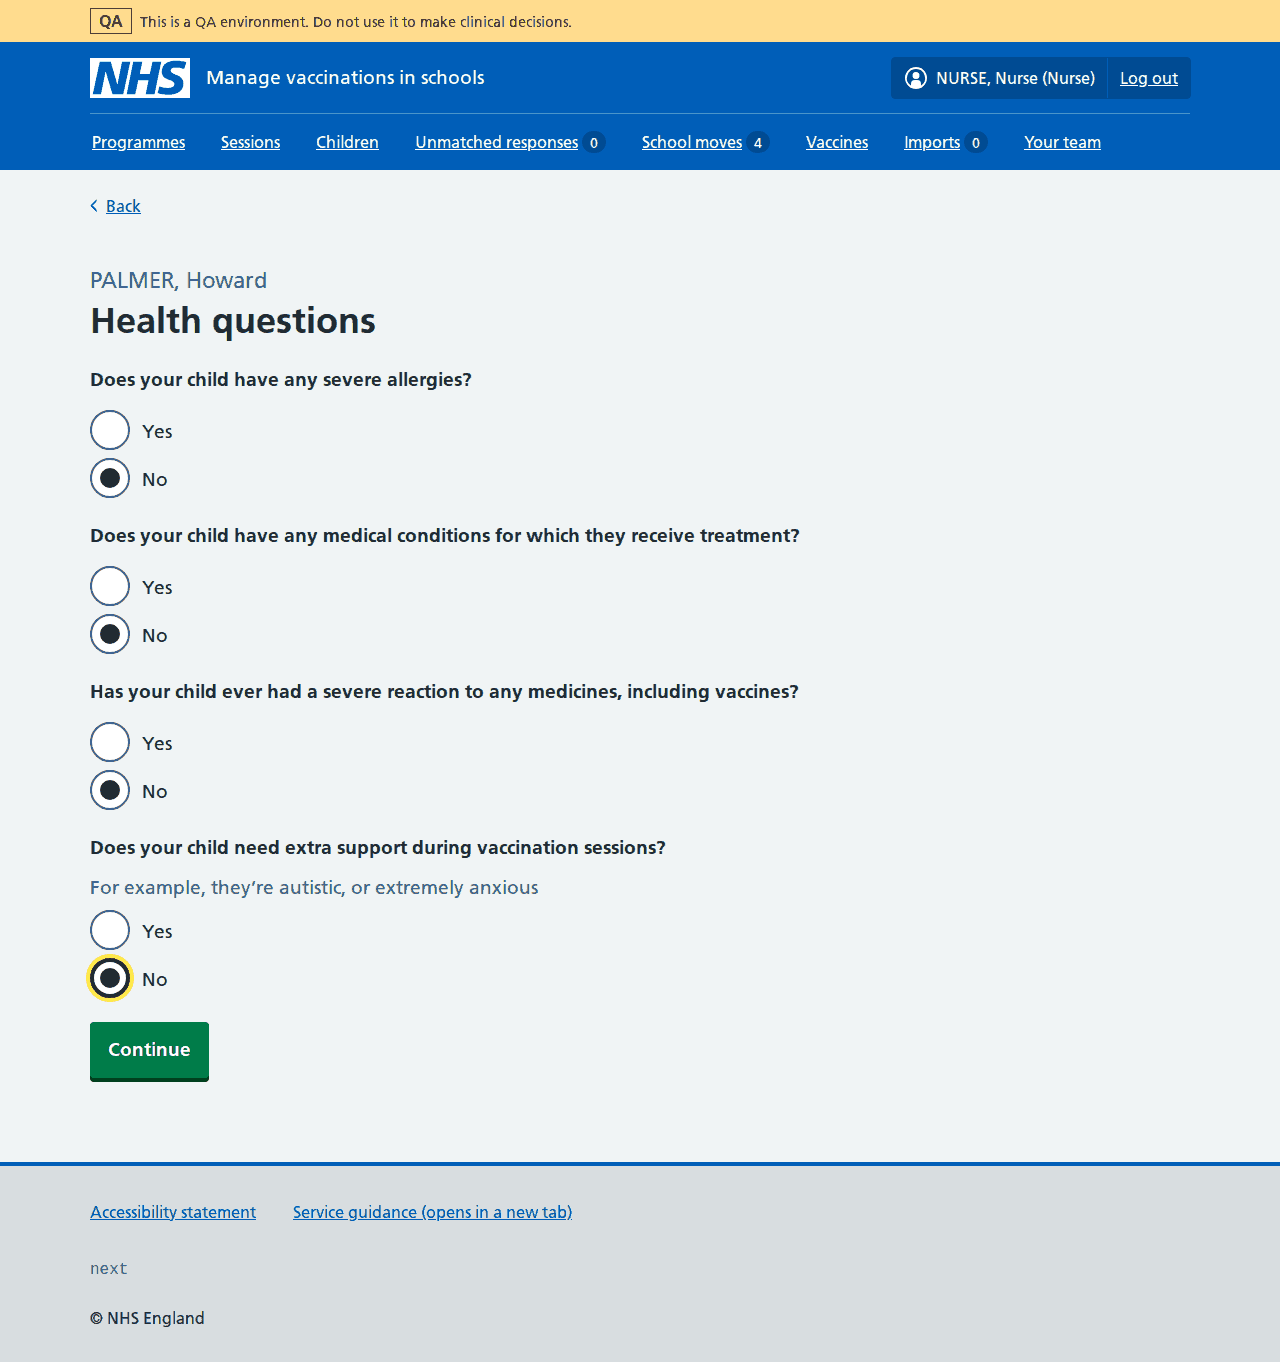 QA This is a QA environment. Do not use it to make clinical decisions.
NHS Manage vaccinations in schools NURSE, Nurse (Nurse) Log out
Programmes Sessions Children Unmatched responses 0 School moves 4 Vaccines Imports 0 Your team
Back
PALMER, Howard
Health questions
Does your child have any severe allergies?
Yes
No
Does your child have any medical conditions for which they receive treatment?
Yes
No
Has your child ever had a severe reaction to any medicines, including vaccines?
Yes
No
Does your child need extra support during vaccination sessions?
For example, they’re autistic, or extremely anxious
Yes
No
Continue
Accessibility statement Service guidance (opens in a new tab)
next
© NHS England